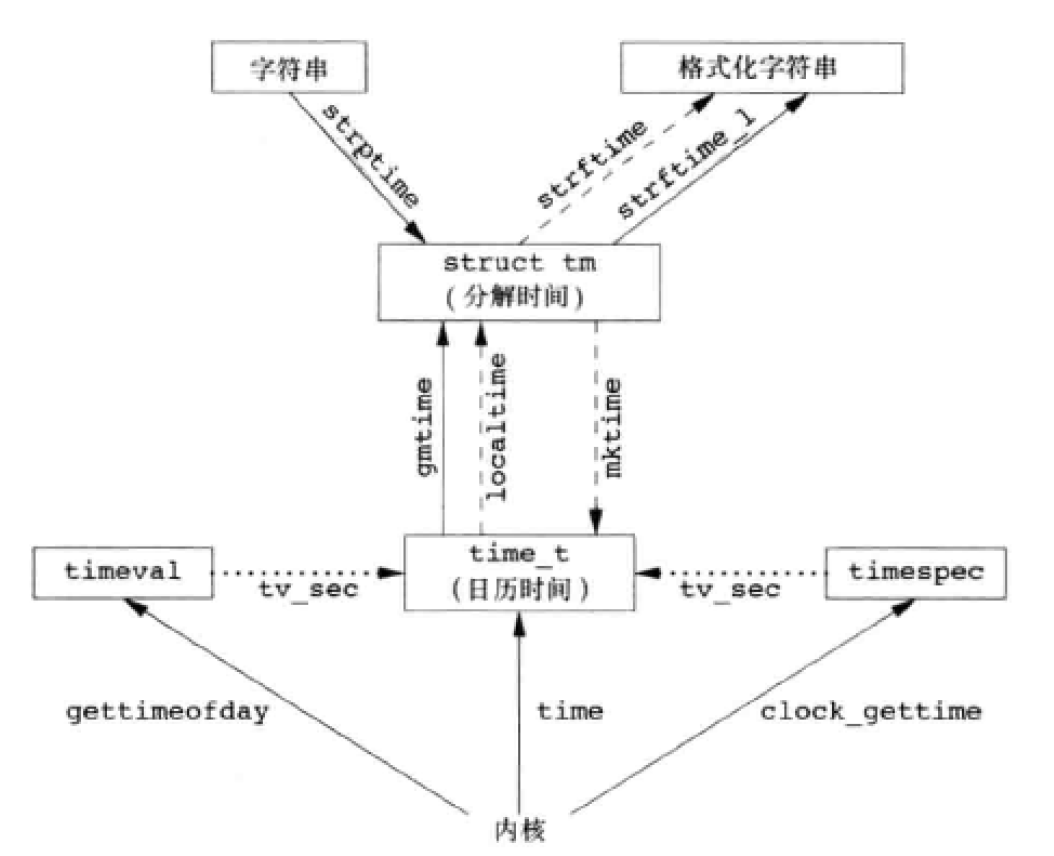 字符串
格式化字符串
strptime
strftime
strftime_l
struct tm
(分解时间)
gmtime
localtime
mktime
timeval
tv_sec
time_t
(日历时间)
tv_sec
timespec
gettimeofday
time
clock_gettime
内核